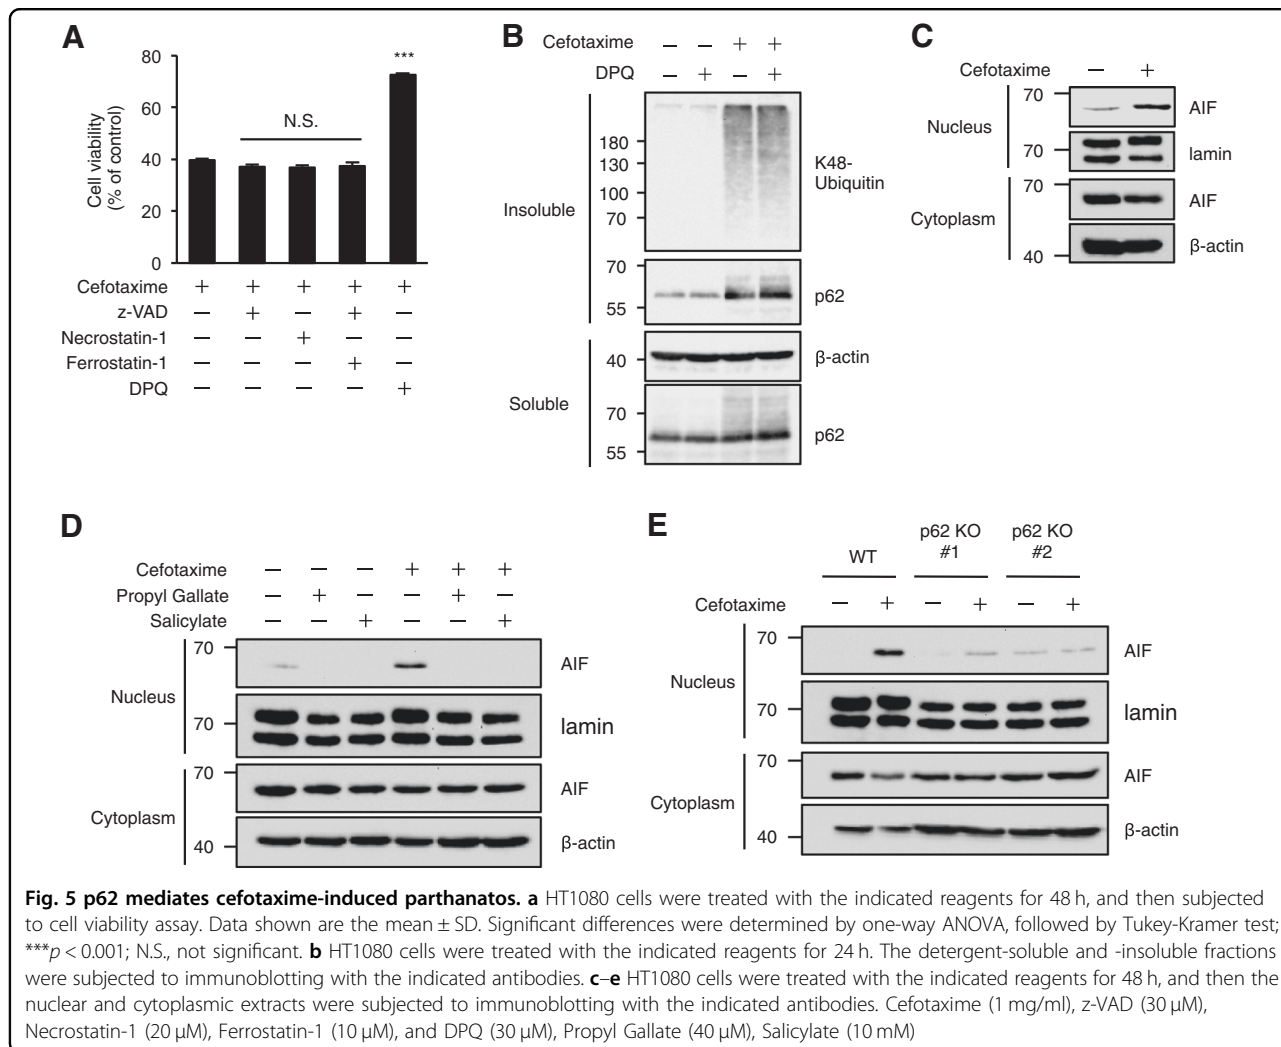 A
80
60
40
20
0
Cell viability
(% of control)
***
N.S.
Cefotaxime + + + + +
z-VAD — + — + —
Necrostatin-1 — — + — —
Ferrostatin-1 — — — + —
DPQ — — — — +
B
Cefotaxime — — + +
DPQ — + — +
Insoluble
180
130
100
70
K48-
Ubiquitin
70
55
p62
Soluble
40
β-actin
70
55
p62
C
Cefotaxime — +
Nucleus
70
AIF
70
lamin
Cytoplasm
70
AIF
40
β-actin
D
Cefotaxime — — — + + +
Propyl Gallate — + — — + —
Salicylate — — + — — +
Nucleus
70
AIF
70
lamin
Cytoplasm
70
AIF
40
β-actin
E
WT
p62 KO
#1
p62 KO
#2
Cefotaxime — + — + — +
Nucleus
70
AIF
70
lamin
Cytoplasm
70
AIF
40
β-actin
Fig. 5 p62 mediates cefotaxime-induced parthanatos. a HT1080 cells were treated with the indicated reagents for 48 h, and then subjected
to cell viability assay. Data shown are the mean ± SD. Significant differences were determined by one-way ANOVA, followed by Tukey-Kramer test;
***p < 0.001; N.S., not significant. b HT1080 cells were treated with the indicated reagents for 24 h. The detergent-soluble and -insoluble fractions
were subjected to immunoblotting with the indicated antibodies. c–e HT1080 cells were treated with the indicated reagents for 48 h, and then the
nuclear and cytoplasmic extracts were subjected to immunoblotting with the indicated antibodies. Cefotaxime (1 mg/ml), z-VAD (30 µM),
Necrostatin-1 (20 µM), Ferrostatin-1 (10 µM), and DPQ (30 µM), Propyl Gallate (40 µM), Salicylate (10 mM)